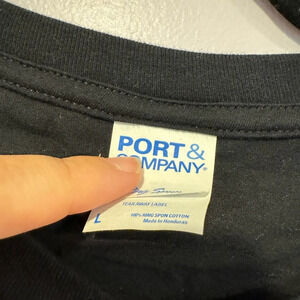 PORT &
COMPANY®
TEAR AWAY LABEL
L
100% RING SPUN COTTON
Made in Honduras